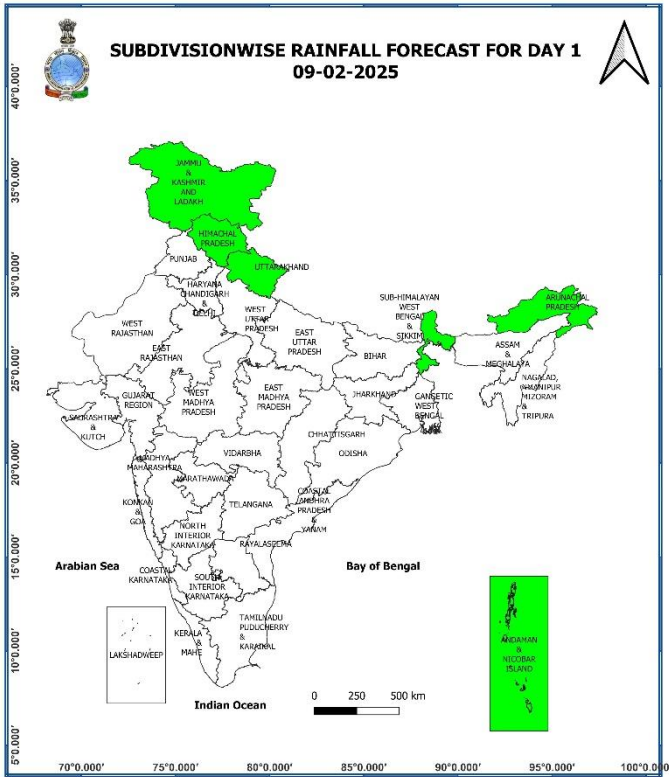 SUBDIVISIONWISE RAINFALL FORECAST FOR DAY 1
09-02-2025
40°0.000'
35°0.000'
30°0.000'
25°0.000'
20°0.000'
15°0.000'
10°0.000'
5°0.000'
JAMMU
&
KASHMIR
AND
LADAKH
HIMACHAL
PRADESH
PUNJAB
UTTARAKHAND
HARYANA
CHANDIGARH
&
DELHI
WEST
UTTAR
PRADESH
EAST
UTTAR
PRADESH
SUB-HIMALAYAN
WEST
BENGAL
&
SIKKIM
ARUNACHAL
PRADESH
WEST
RAJASTHAN
EAST
RAJASTHAN
BIHAR
ASSAM
&
MEGHALAYA
NAGALAD,
MANIPUR
MIZORAM
&
TRIPURA
GUJARAT
REGION
SAURASHTRA
&
KUTCH
WEST
MADHYA
PRADESH
EAST
MADHYA
PRADESH
JHARKHAND
GANGETIC
WEST
BENGAL
CHHATTISGARH
ODISHA
VIDARBHA
MADHYA
MAHARASHTRA
MARATHAWADA
KONKAN
&
GOA
TELANGANA
COASTAL
ANDHRA
PRADESH
&
YANAM
NORTH
INTERIOR
KARNATAKA
RAYALASEEMA
COASTAL
KARNATAKA
SOUTH
INTERIOR
KARNATAKA
Arabian Sea
Bay of Bengal
LAKSHADWEEP
KERALA
&
MAHE
TAMILNADU
PUDUCHERRY
&
KARAIKAL
ANDAMAN
&
NICOBAR
ISLAND
Indian Ocean
0 250 500 km
70°0.000' 75°0.000' 80°0.000' 85°0.000' 90°0.000' 95°0.000' 100°0.000'